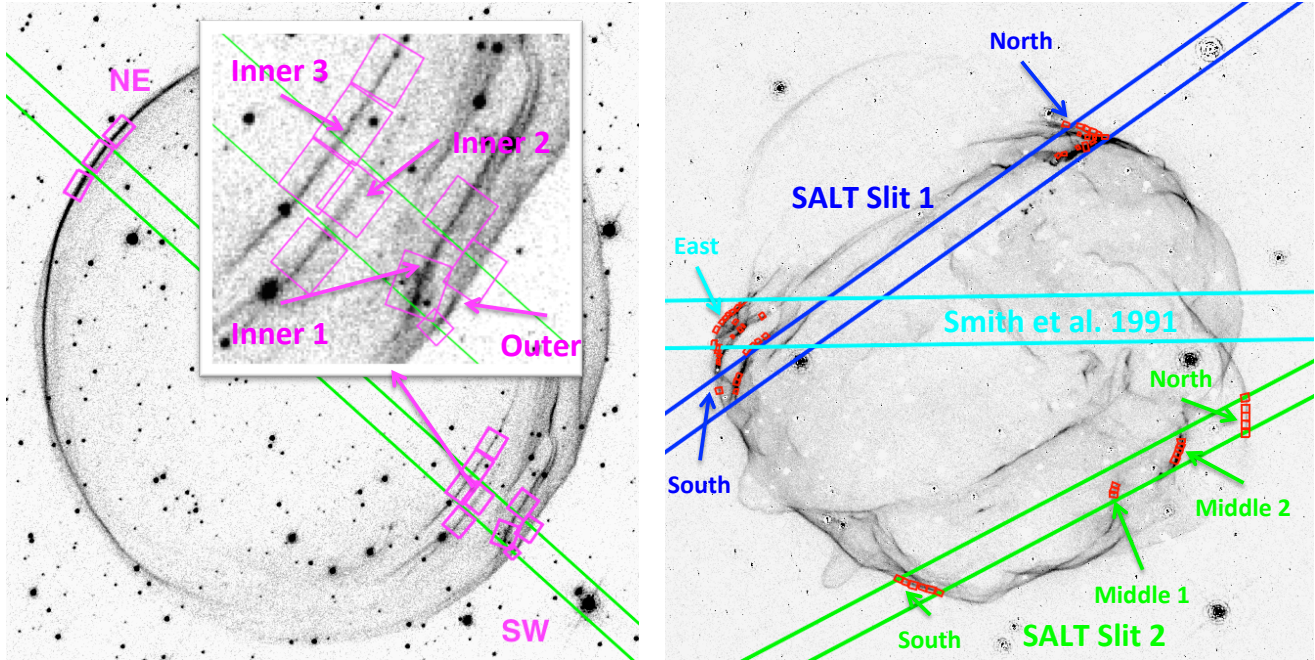 NE
Inner 3
Inner 2
Inner 1
Outer
SW
North
SALT Slit 1
East
Smith et al. 1991
North
South
Middle 2
Middle 1
South
SALT Slit 2